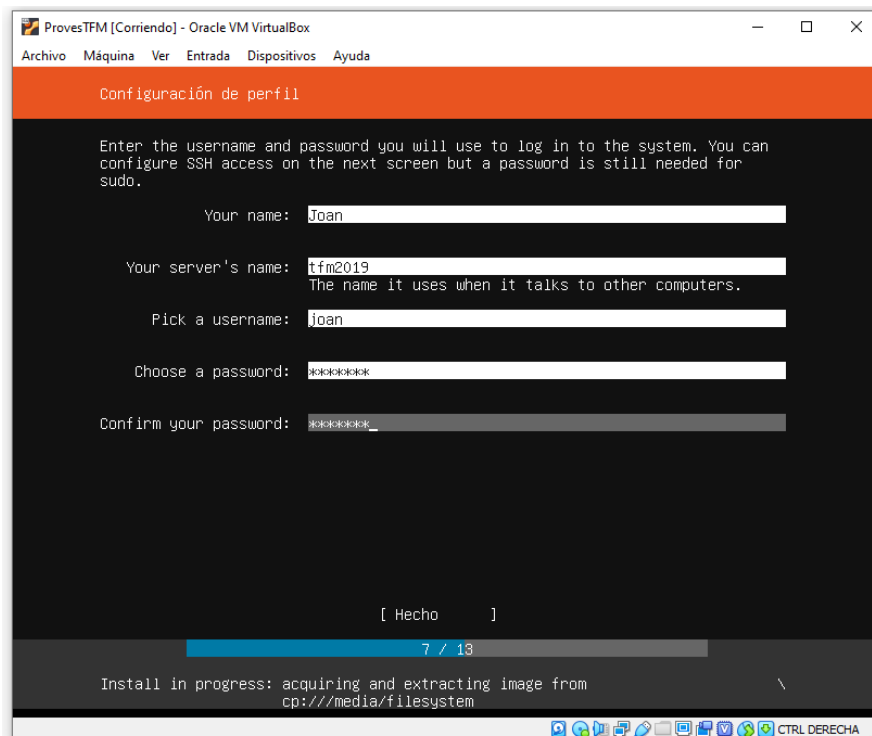 ProvesTFM [Corriendo] - Oracle VM VirtualBox
Archivo Máquina Ver Entrada Dispositivos Ayuda
Configuración de perfil
Enter the username and password you will use to log in to the system. You can
configure SSH access on the next screen but a password is still needed for
sudo.
Your name: Joan
Your server's name: tfm2019
The name it uses when it talks to other computers.
Pick a username: joan
Choose a password: *******
Confirm your password: *******_
[ Hecho ]
7 / 13
Install in progress: acquiring and extracting image from \
cp:///media/filesystem
CTRL DERECHA